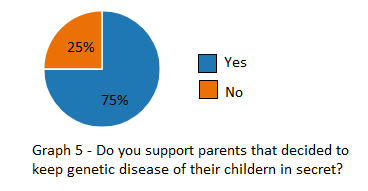 25%
Yes
No
75%
Graph 5 - Do you support parents that decided to
keep genetic disease of their childern in secret?